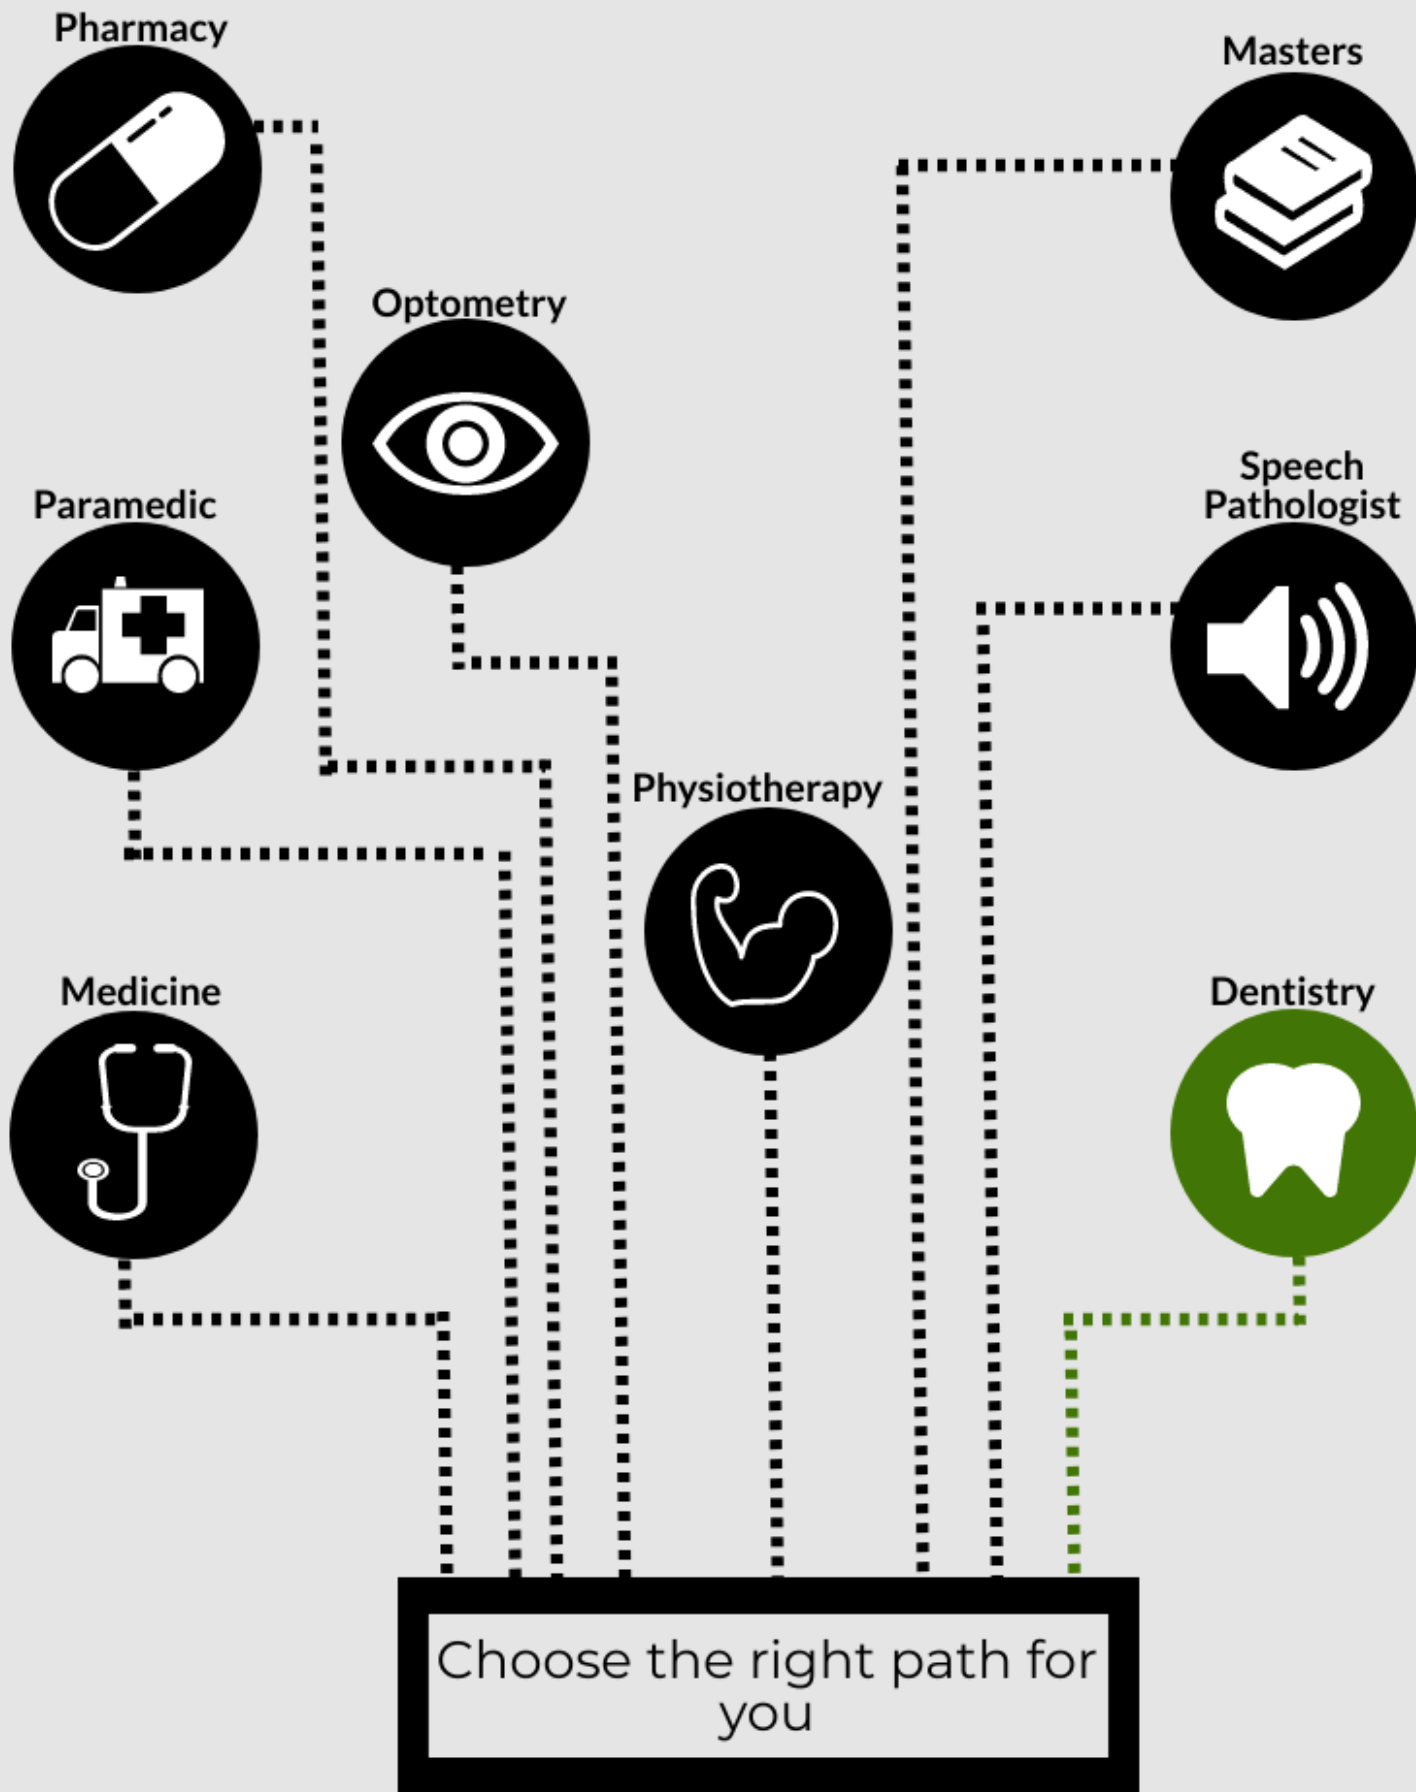 Pharmacy
Masters
Optometry
Speech
Pathologist
Paramedic
Physiotherapy
Medicine
Dentistry
Choose the right path for
you